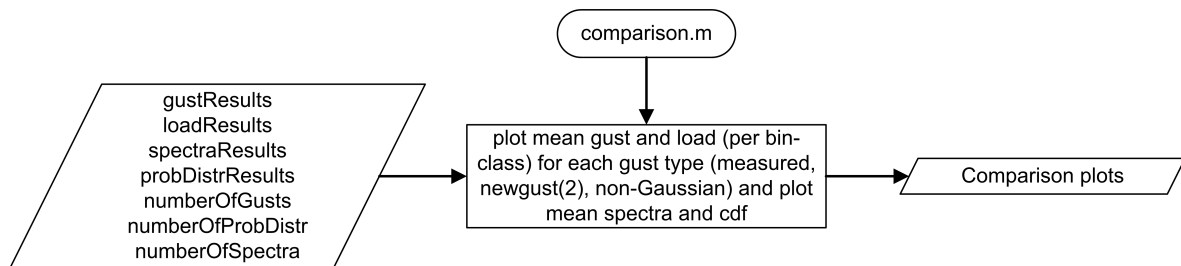 comparison.m
gustResults
loadResults
spectraResults
probDistrResults
numberOfGusts
numberOfProbDistr
numberOfSpectra
plot mean gust and load (per bin-
class) for each gust type (measured,
newgust(2), non-Gaussian) and plot
mean spectra and cdf
Comparison plots